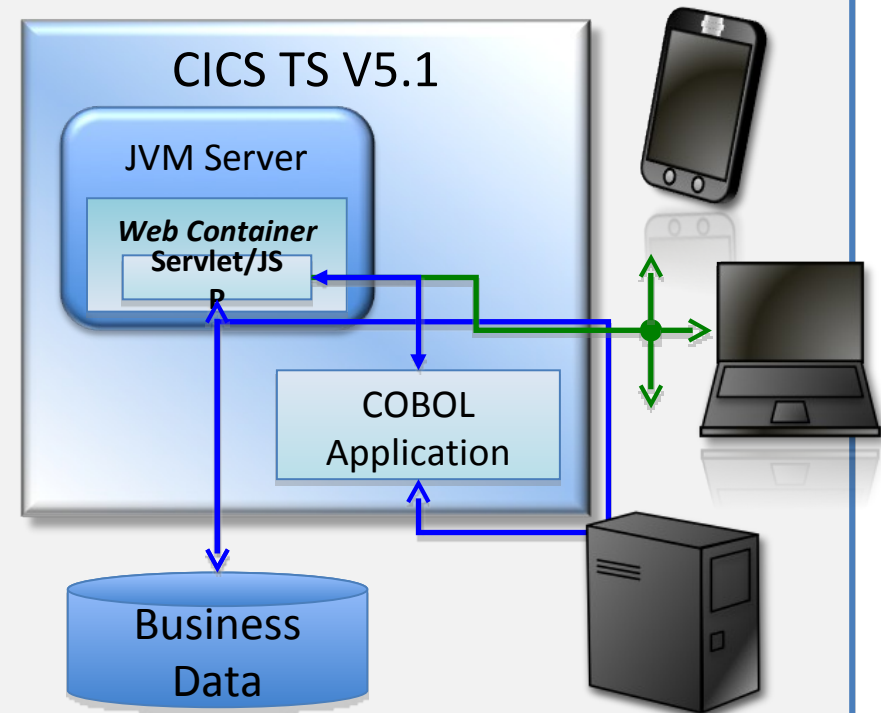 CICS TS V5.1
JVM Server
Web Container
Servlet/JS
P
COBOL
Application
Business
Data